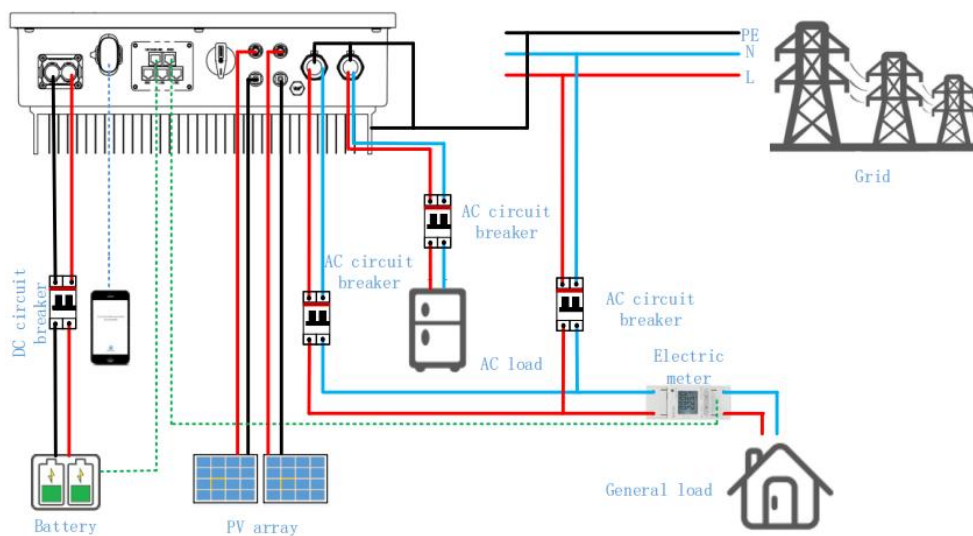 PE
N
L
Grid
AC circuit
breaker
AC circuit
breaker
DC circuit
breaker
AC circuit
breaker
AC load
Electric
meter
General load
Battery
PV array